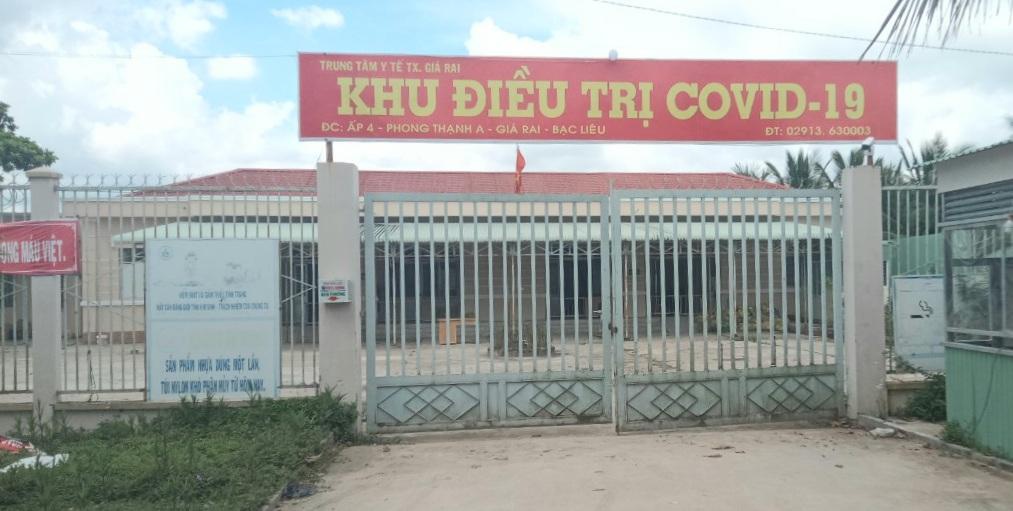 TRUNG TÂM Y TẾ TX. GIÁ RAI
KHU ĐIỀU TRỊ COVID-19
ĐC: ẤP 4 - PHONG THẠNH A - GIÁ RAI - BẠC LIÊU
ĐT: 02913. 630003
MÁU VIỆT.
SẢN PHẨM NHỰA DÙNG MỘT LẦN,
TÚI NYLON KHÓ PHÂN HỦY TỪ HÔM NAY.